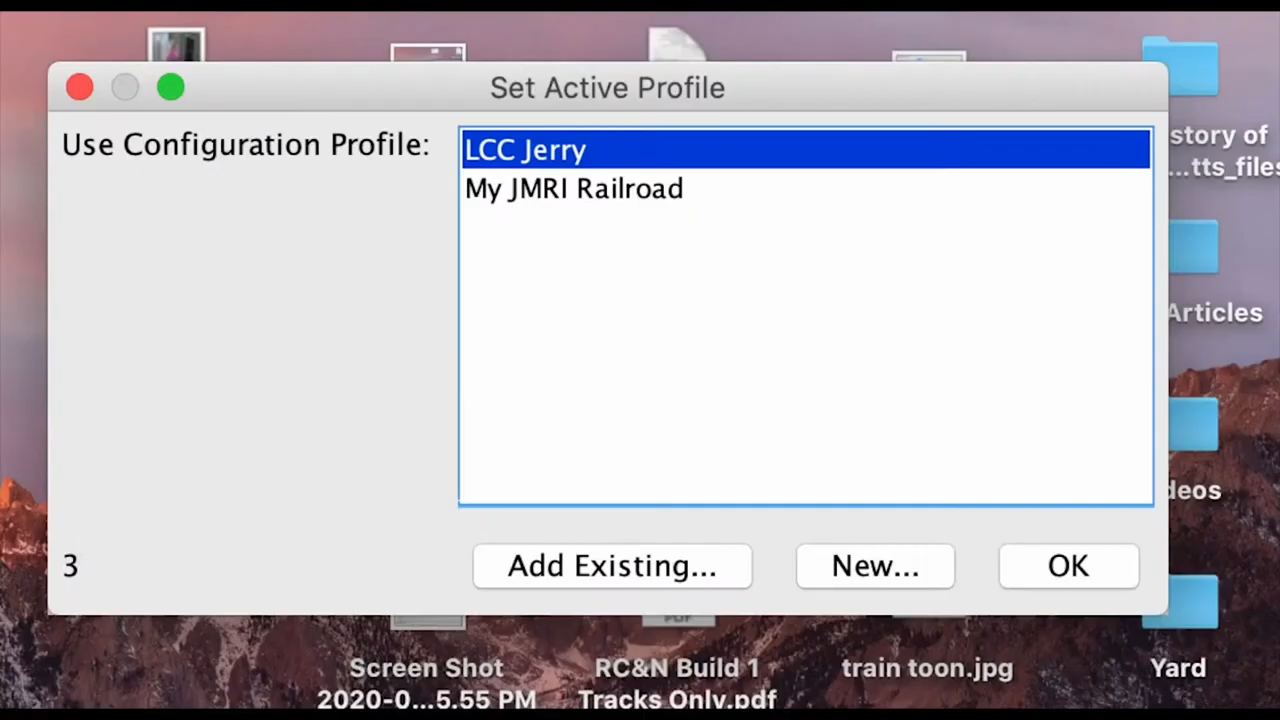 Set Active Profile
Use Configuration Profile:
LCC Jerry
My JMRI Railroad
3
Add Existing...
New...
OK
story of
...tts_files
Articles
deos
PDF
Screen Shot
2020-0...5.55 PM
RC&N Build 1
Tracks Only.pdf
train toon.jpg
Yard